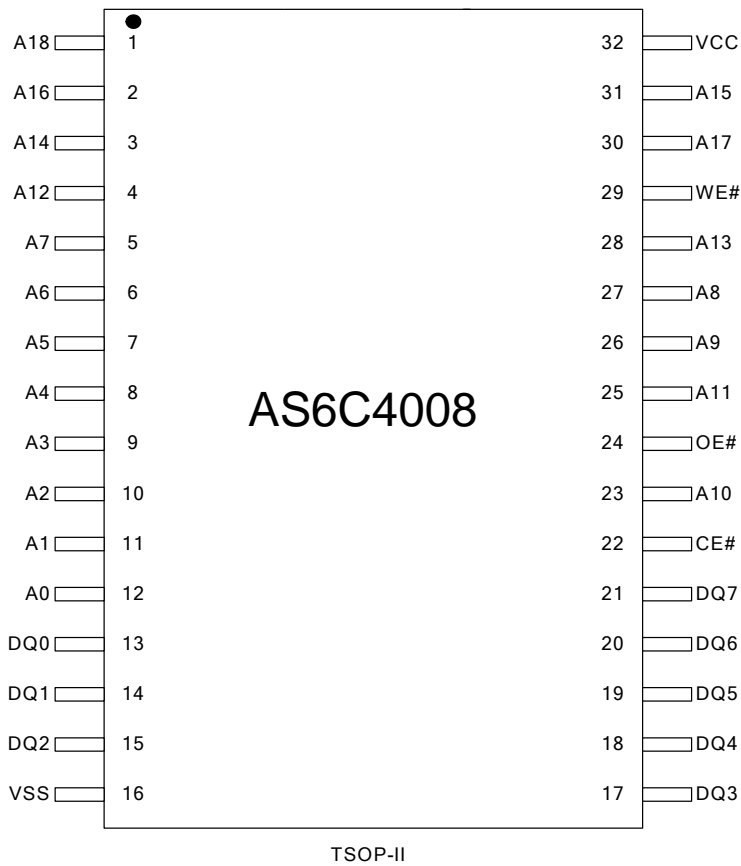 A18 1 32 VCC
A16 2 31 A15
A14 3 30 A17
A12 4 29 WE#
A7 5 28 A13
A6 6 27 A8
A5 7 26 A9
A4 8 25 A11
AS6C4008
A3 9 24 OE#
A2 10 23 A10
A1 11 22 CE#
A0 12 21 DQ7
DQ0 13 20 DQ6
DQ1 14 19 DQ5
DQ2 15 18 DQ4
VSS 16 17 DQ3
TSOP-II